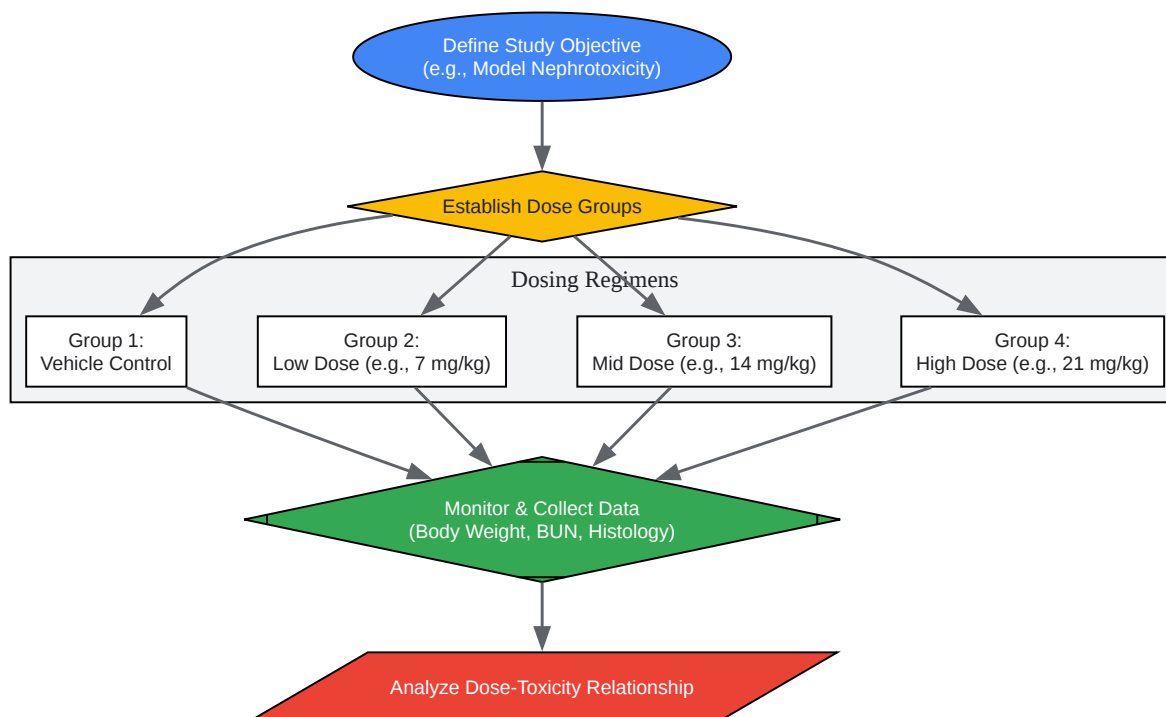 Define Study Objective
(e.g., Model Nephrotoxicity)
Establish Dose Groups
Dosing Regimens
Group 1:
Vehicle Control
Group 2:
Low Dose (e.g., 7 mg/kg)
Group 3:
Mid Dose (e.g., 14 mg/kg)
Group 4:
High Dose (e.g., 21 mg/kg)
Monitor & Collect Data
(Body Weight, BUN, Histology)
Analyze Dose-Toxicity Relationship